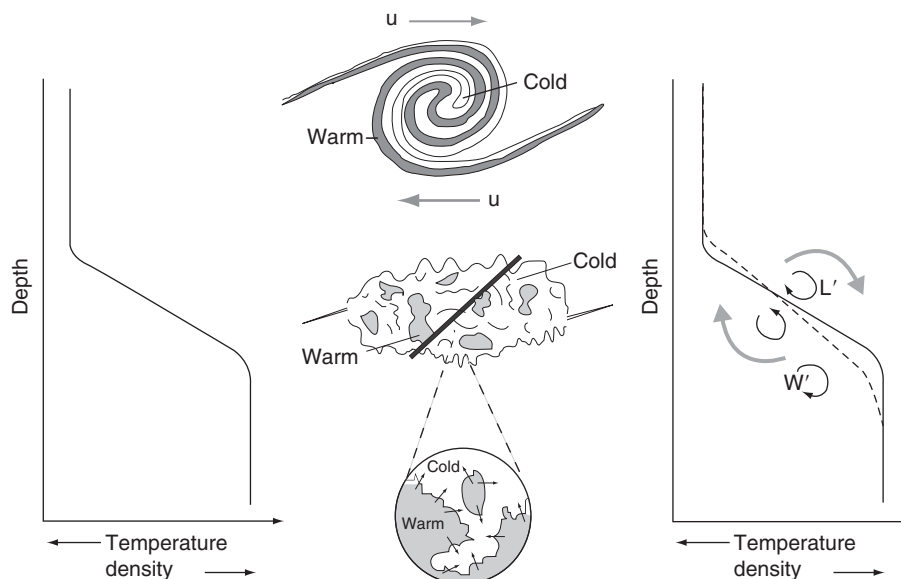 Depth
Temperature
density
u
Cold
Warm
u
Cold
Warm
Cold
Warm
Depth
L′
W′
Temperature
density